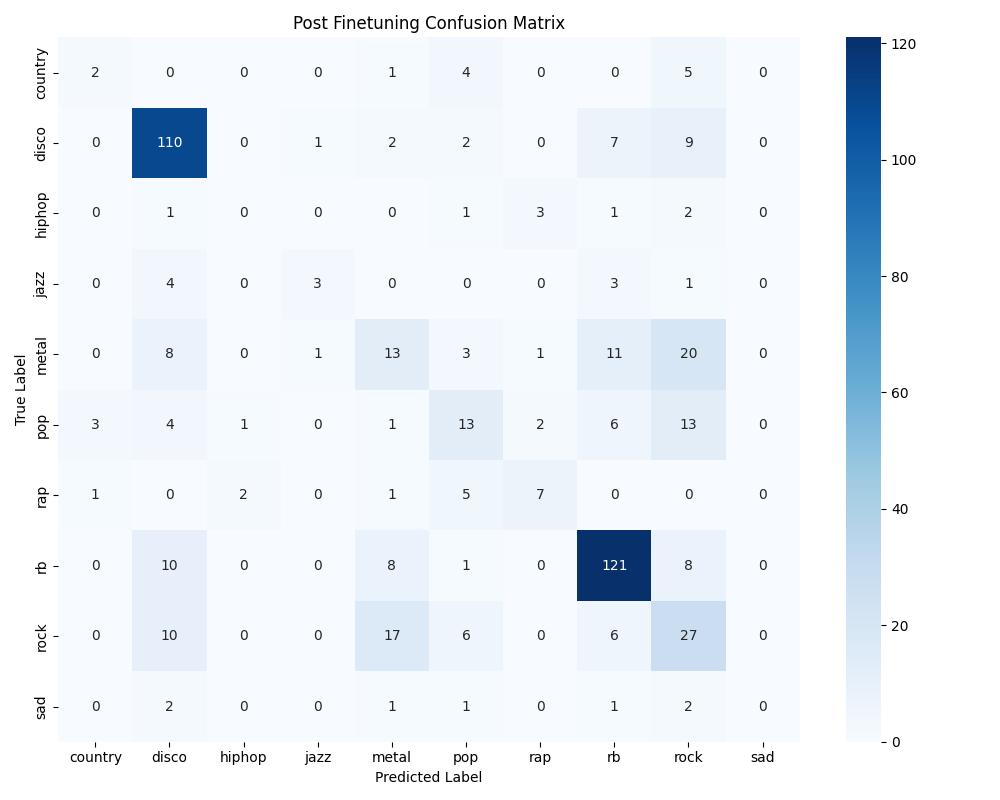 Post Finetuning Confusion Matrix
country 2 0 0 0 1 4 0 0 5 0
disco 0 110 0 1 2 2 0 7 9 0
hiphop 0 1 0 0 0 1 3 1 2 0
jazz 0 4 0 3 0 0 0 3 1 0
metal 0 8 0 1 13 3 1 11 20 0
pop 3 4 1 0 1 13 2 6 13 0
rap 1 0 2 0 1 5 7 0 0 0
rb 0 10 0 0 8 1 0 121 8 0
rock 0 10 0 0 17 6 0 6 27 0
sad 0 2 0 0 1 1 0 1 2 0
country disco hiphop jazz metal pop rap rb rock sad
Predicted Label
True Label
120
100
80
60
40
20
0